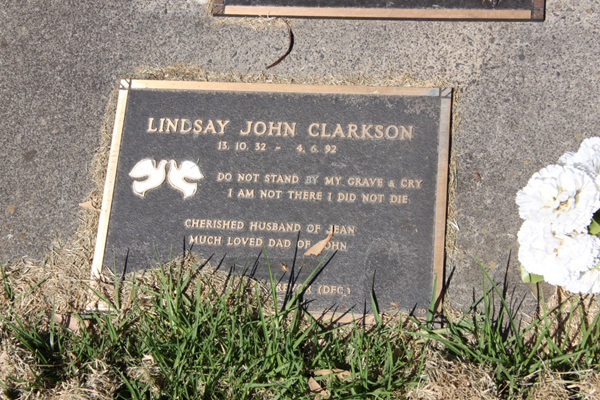 LINDSAY JOHN CLARKSON
13. 10. 32 - 4. 6. 92
DO NOT STAND BY MY GRAVE & CRY
I AM NOT THERE I DID NOT DIE
CHERISHED HUSBAND OF JEAN
MUCH LOVED DAD OF JOHN
(DEC.)